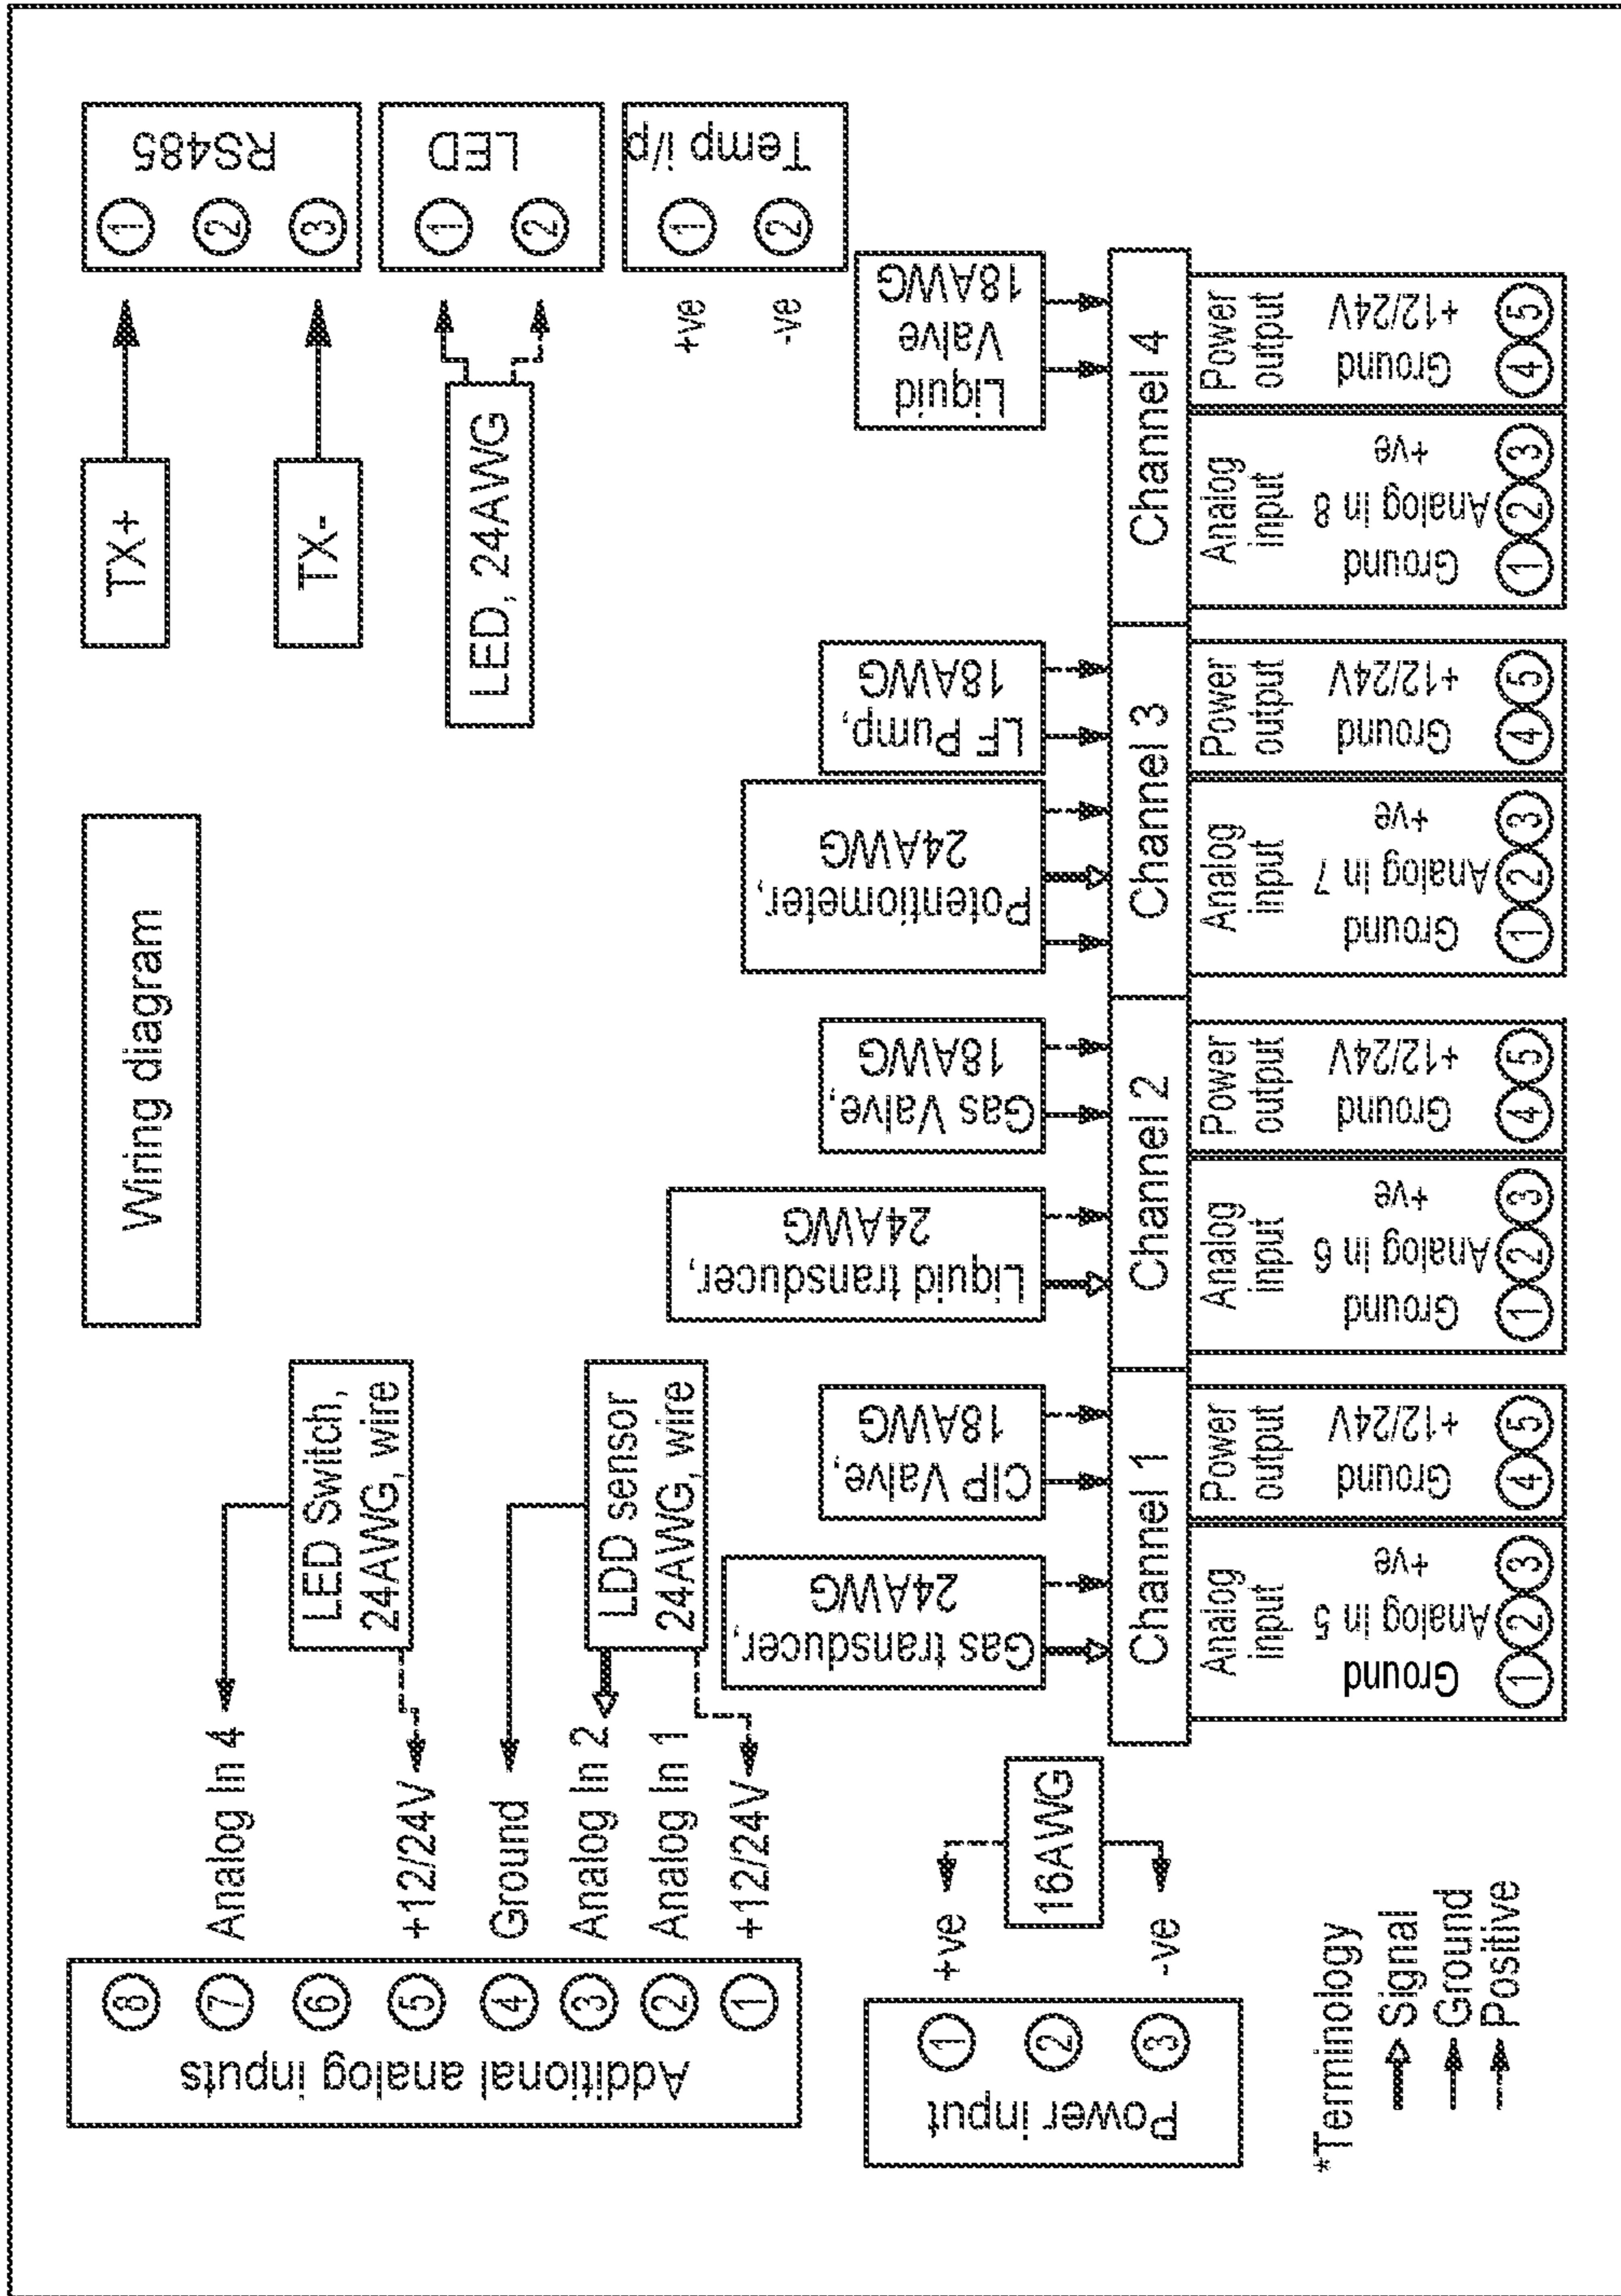 Wiring diagram
Additional analog inputs
8
7
6
5
4
3
2
1
Analog In 4
+12/24V
Ground
Analog In 2
Analog In 1
+12/24V
LED Switch,
24AWG, wire
LDD sensor
24AWG, wire
TX+
TX-
LED, 24AWG
RS485
1
2
3
LED
1
2
Temp i/p
1
2
+ve
-ve
Power input
1
2
3
+ve
-ve
16AWG
*Terminology
Signal
Ground
Positive
Gas transducer,
24AWG
CIP Valve,
18AWG
Liquid transducer,
24AWG
Gas Valve,
18AWG
Potentiometer,
24AWG
LF Pump,
18AWG
Liquid
Valve
18AWG
Channel 1
Channel 2
Channel 3
Channel 4
Analog
input
Ground
Analog in 5
+ve
1 2 3
Power
output
Ground
+12/24V
4 5
Analog
input
Ground
Analog in 6
+ve
1 2 3
Power
output
Ground
+12/24V
4 5
Analog
input
Ground
Analog in 7
+ve
1 2 3
Power
output
Ground
+12/24V
4 5
Analog
input
Ground
Analog in 8
+ve
1 2 3
Power
output
Ground
+12/24V
4 5